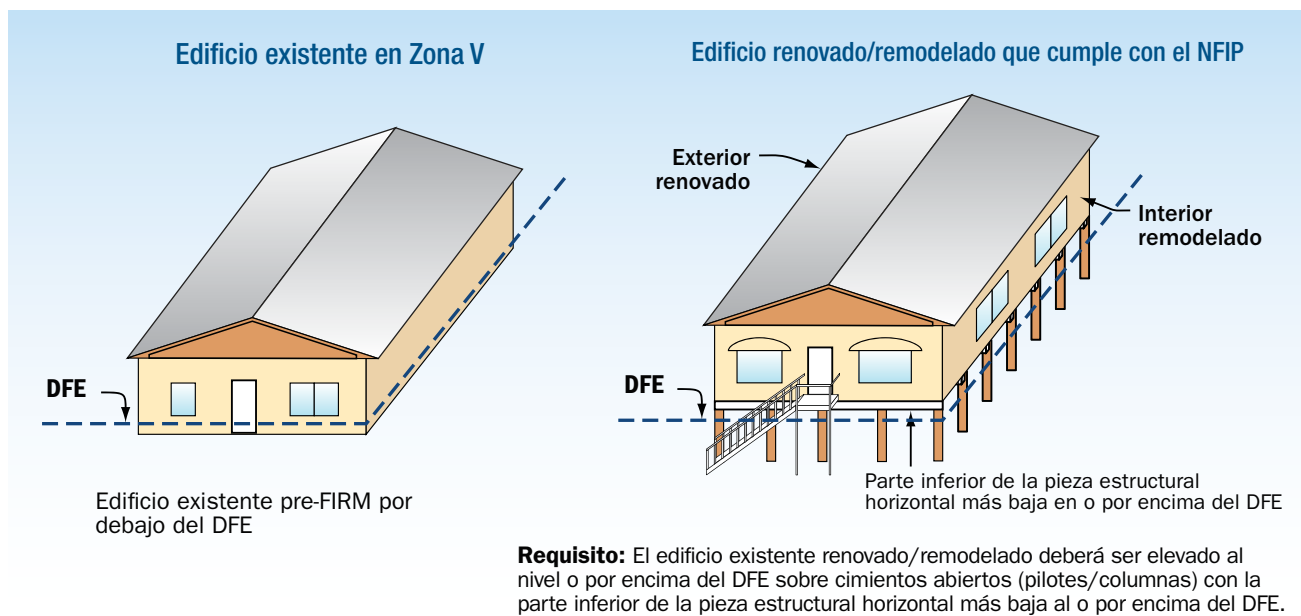 Edificio existente en Zona V
DFE
Edificio existente pre-FIRM por
debajo del DFE
Edificio renovado/remodelado que cumple con el NFIP
Exterior
renovado
Interior
remodelado
DFE
Parte inferior de la pieza estructural
horizontal más baja en o por encima del DFE
Requisito: El edificio existente renovado/remodelado deberá ser elevado al
nivel o por encima del DFE sobre cimientos abiertos (pilotes/columnas) con la
parte inferior de la pieza estructural horizontal más baja al o por encima del DFE.